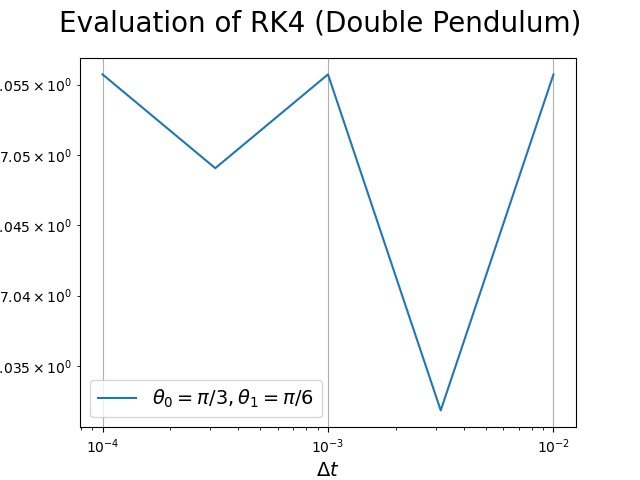 Evaluation of RK4 (Double Pendulum)
.055 × 10⁰
7.05 × 10⁰
.045 × 10⁰
7.04 × 10⁰
.035 × 10⁰
θ₀ = π/3, θ₁ = π/6
10⁻⁴ 10⁻³ 10⁻²
Δt